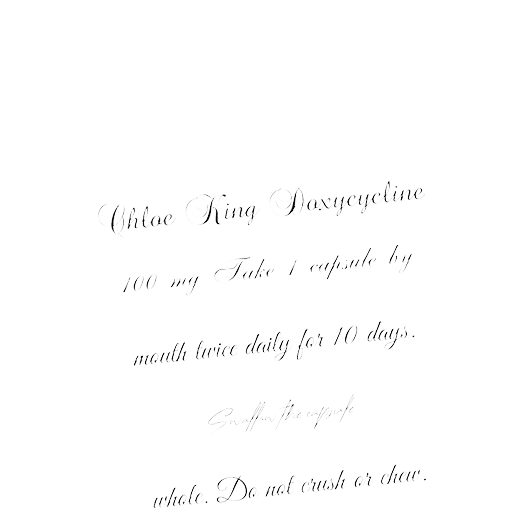 Chloe King Doxycycline
100 mg Take 1 capsule by
mouth twice daily for 10 days.
Swallow the capsule
whole. Do not crush or chew.